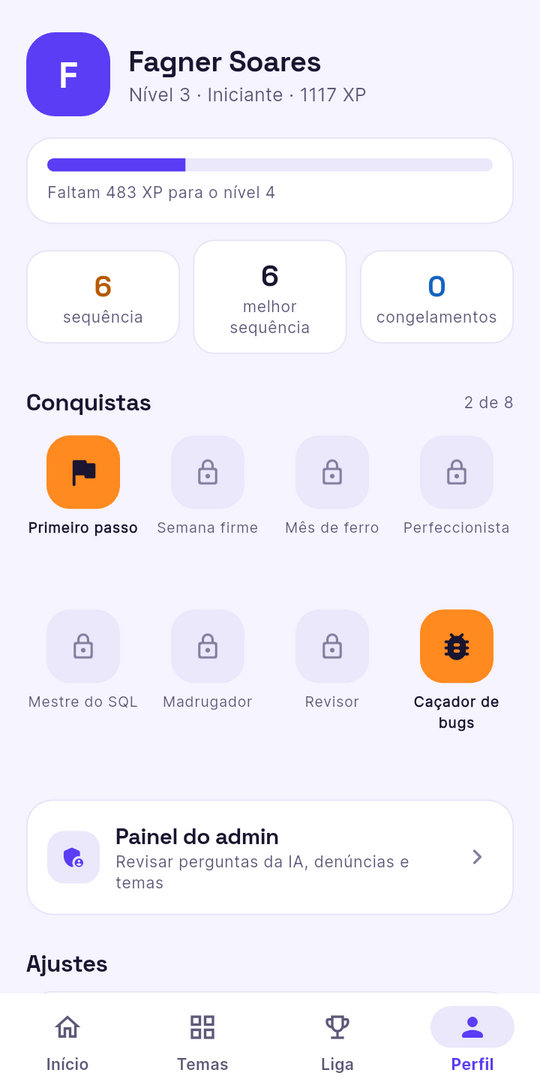 F
Fagner Soares
Nível 3 · Iniciante · 1117 XP
Faltam 483 XP para o nível 4
6
sequência
6
melhor
sequência
0
congelamentos
Conquistas
2 de 8
Primeiro passo
Semana firme
Mês de ferro
Perfeccionista
Mestre do SQL
Madrugador
Revisor
Caçador de
bugs
Painel do admin
Revisar perguntas da IA, denúncias e
temas
Ajustes
Início
Temas
Liga
Perfil